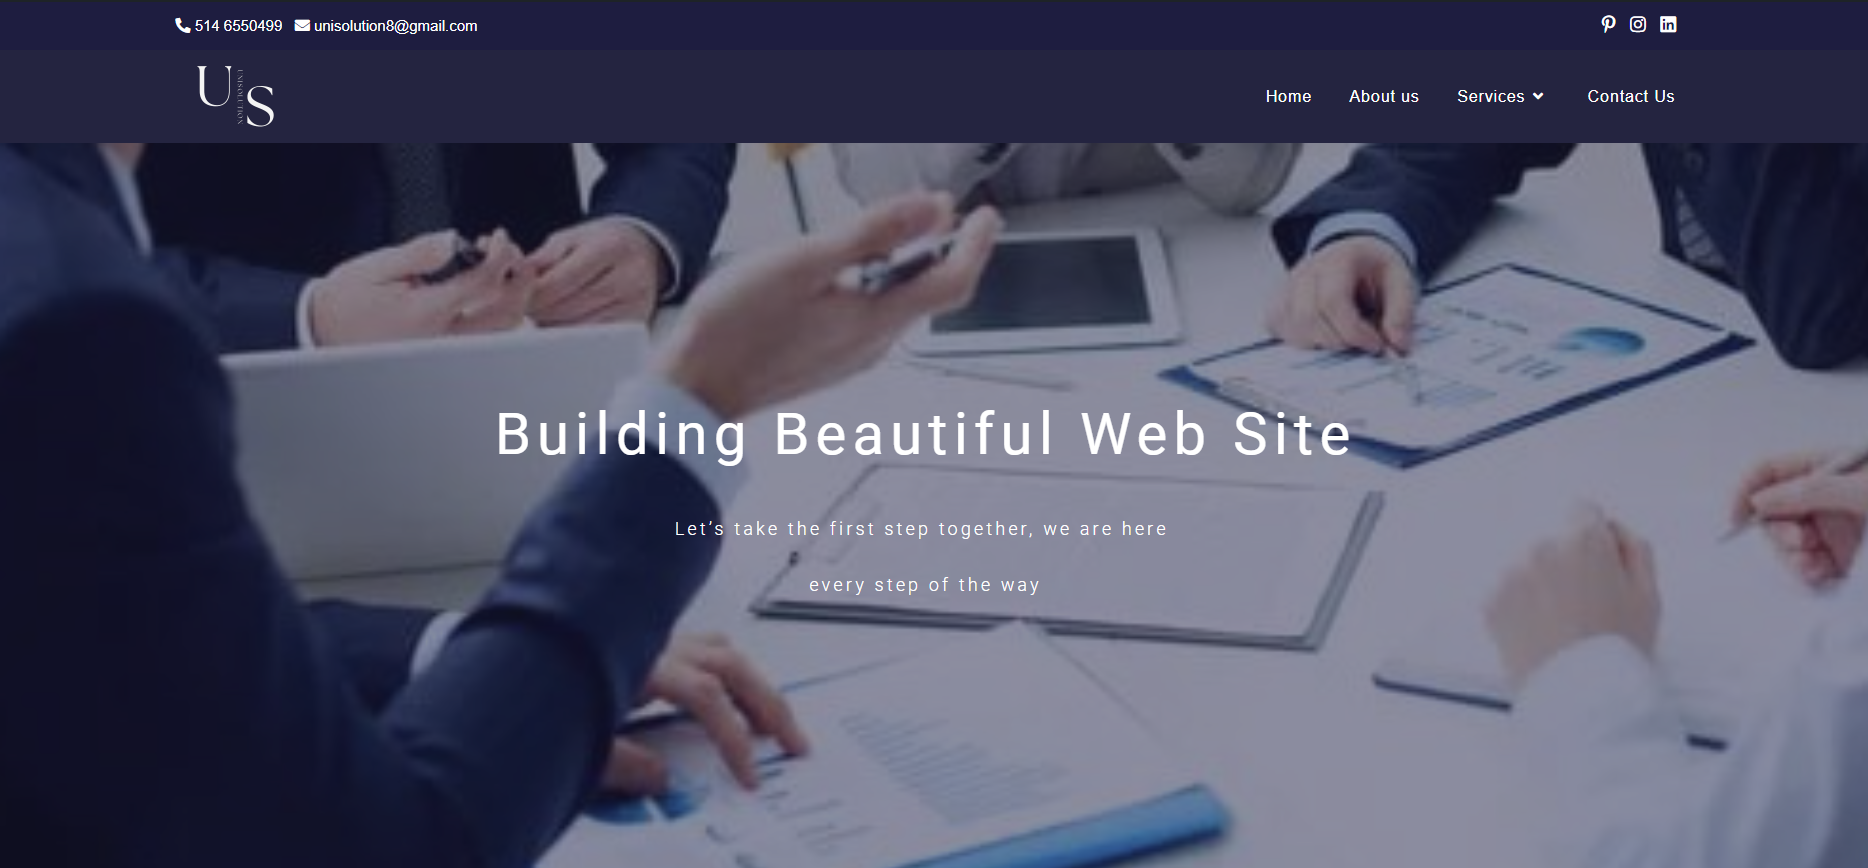 514 6550499 unisolution8@gmail.com
U UNISOLUTION S
Home About us Services Contact Us
Building Beautiful Web Site
Let’s take the first step together, we are here
every step of the way